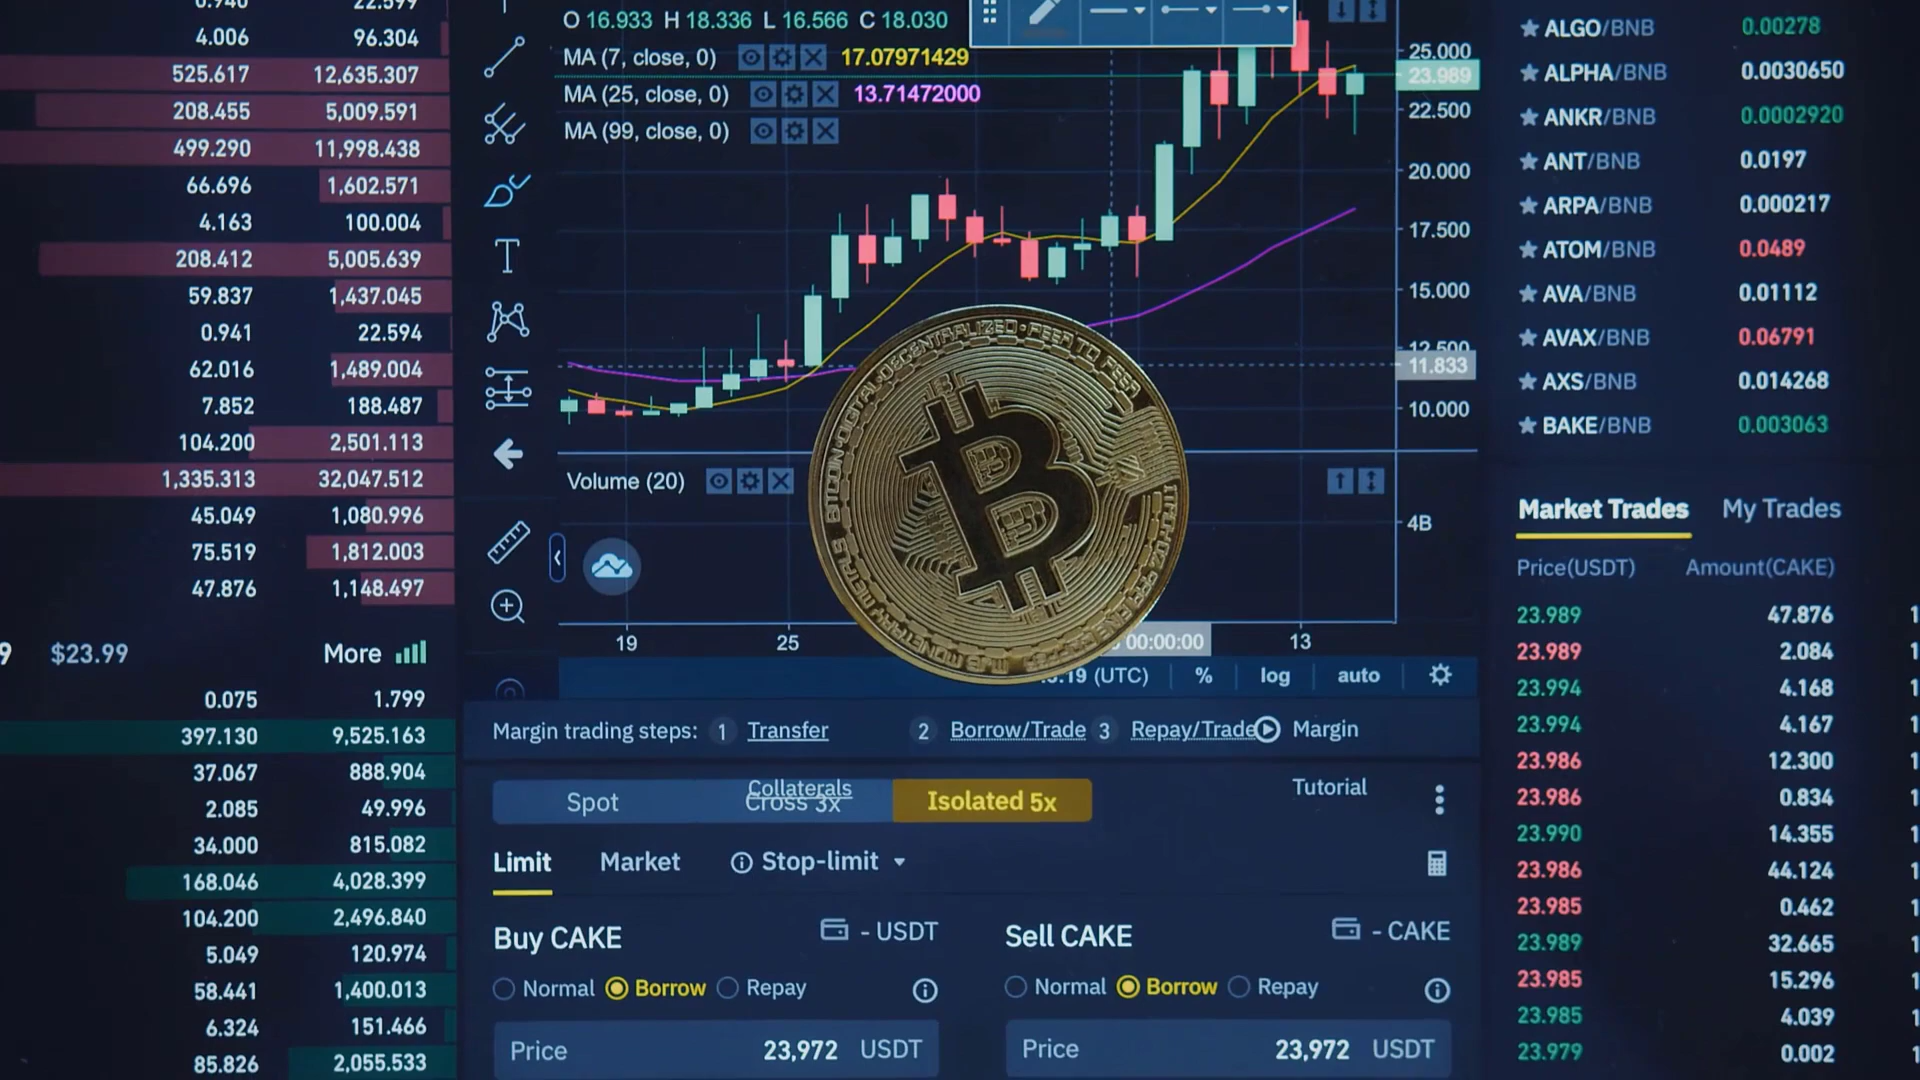 0.940 22.599
4.006 96.304
525.617 12,635.307
208.455 5,009.591
499.290 11,998.438
66.696 1,602.571
4.163 100.004
208.412 5,005.639
59.837 1,437.045
0.941 22.594
62.016 1,489.004
7.852 188.487
104.200 2,501.113
1,335.313 32,047.512
45.049 1,080.996
75.519 1,812.003
47.876 1,148.497
9 $23.99 More
0.075 1.799
397.130 9,525.163
37.067 888.904
2.085 49.996
34.000 815.082
168.046 4,028.399
104.200 2,496.840
5.049 120.974
58.441 1,400.013
6.324 151.466
85.826 2,055.533
O 16.933 H 18.336 L 16.566 C 18.030
MA (7, close, 0) 17.07971429
MA (25, close, 0) 13.71472000
MA (99, close, 0)
25.000
23.989
22.500
20.000
17.500
15.000
12.500
11.833
10.000
Volume (20)
4B
19 25 00:00:00 13
19 (UTC) % log auto
BITCOIN · DIGITAL · DECENTRALIZED · PEER TO PEER
Margin trading steps: 1 Transfer 2 Borrow/Trade 3 Repay/Trade Margin
Collaterals Tutorial
Spot Cross 3x Isolated 5x
Limit Market Stop-limit
Buy CAKE - USDT
Normal Borrow Repay
Price 23,972 USDT
Sell CAKE - CAKE
Normal Borrow Repay
Price 23,972 USDT
ALGO/BNB 0.00278
ALPHA/BNB 0.0030650
ANKR/BNB 0.0002920
ANT/BNB 0.0197
ARPA/BNB 0.000217
ATOM/BNB 0.0489
AVA/BNB 0.01112
AVAX/BNB 0.06791
AXS/BNB 0.014268
BAKE/BNB 0.003063
Market Trades My Trades
Price(USDT) Amount(CAKE)
23.989 47.876
23.989 2.084
23.994 4.168
23.994 4.167
23.986 12.300
23.986 0.834
23.990 14.355
23.986 44.124
23.985 0.462
23.989 32.665
23.985 15.296
23.985 4.039
23.979 0.002